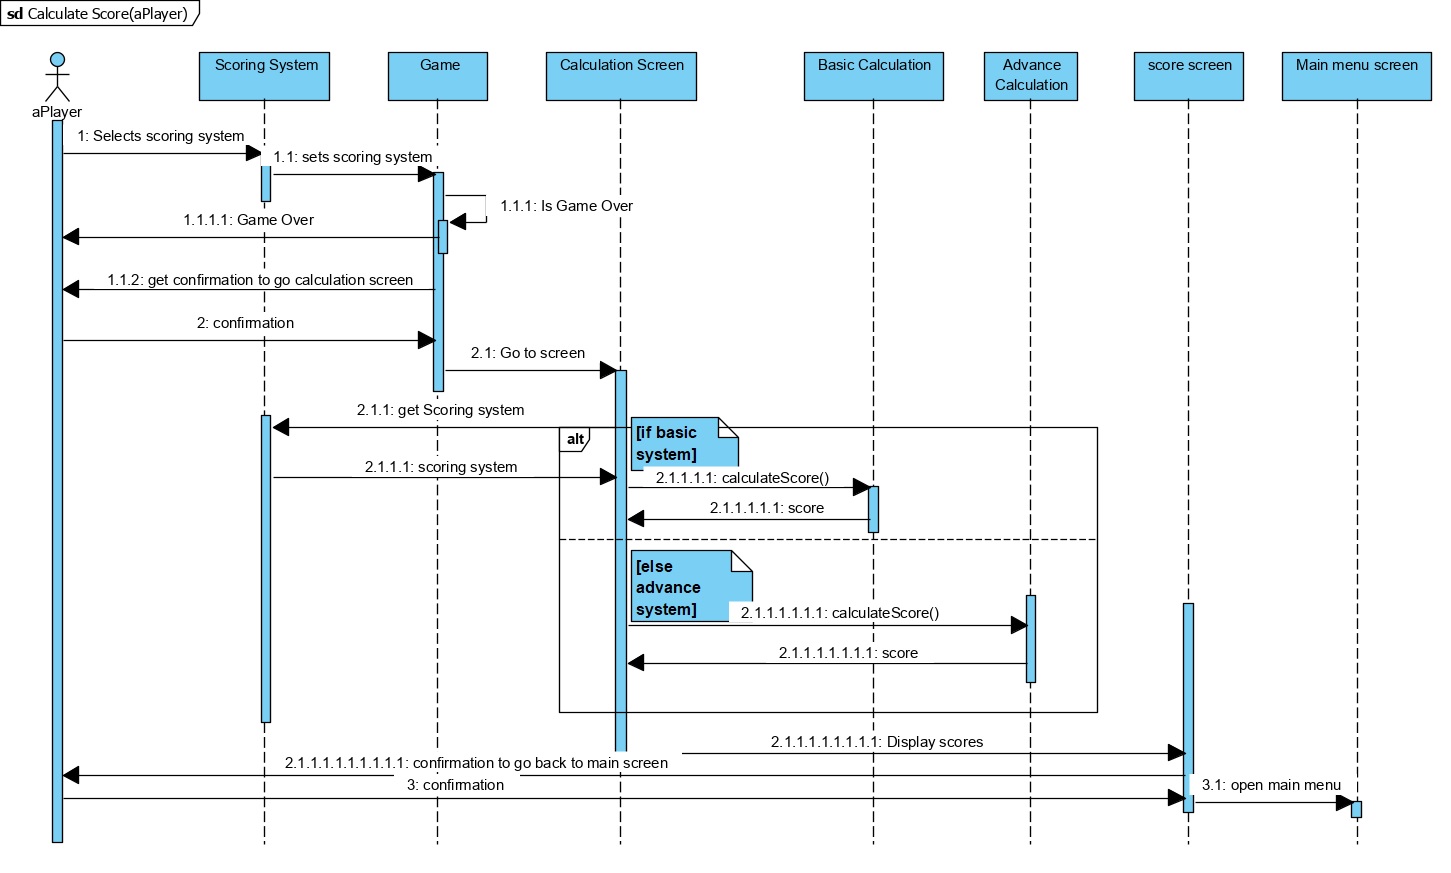 sd Calculate Score(aPlayer)
aPlayer
Scoring System
Game
Calculation Screen
Basic Calculation
Advance
Calculation
score screen
Main menu screen
1: Selects scoring system
1.1: sets scoring system
1.1.1: Is Game Over
1.1.1.1: Game Over
1.1.2: get confirmation to go calculation screen
2: confirmation
2.1: Go to screen
2.1.1: get Scoring system
alt
[if basic
system]
2.1.1.1: scoring system
2.1.1.1.1: calculateScore()
2.1.1.1.1.1: score
[else
advance
system]
2.1.1.1.1.1.1: calculateScore()
2.1.1.1.1.1.1.1: score
2.1.1.1.1.1.1.1.1: Display scores
2.1.1.1.1.1.1.1.1.1: confirmation to go back to main screen
3: confirmation
3.1: open main menu